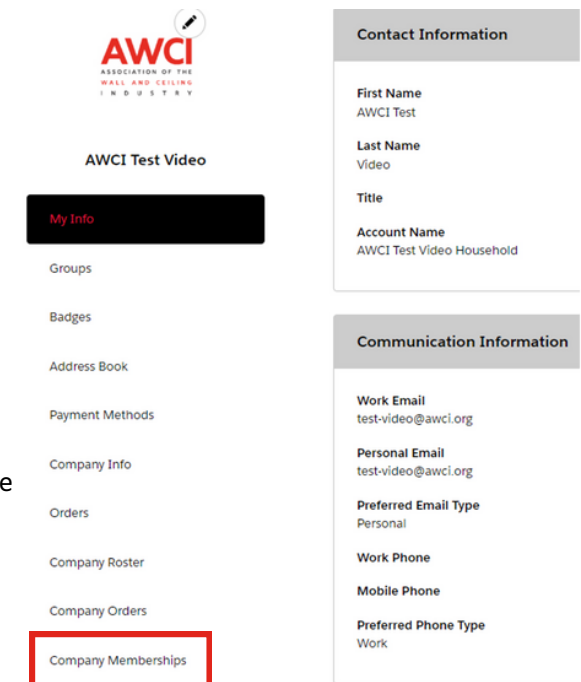 AWCI
ASSOCIATION OF THE
WALL AND CEILING
INDUSTRY
AWCI Test Video
My Info
Groups
Badges
Address Book
Payment Methods
Company Info
e
Orders
Company Roster
Company Orders
Company Memberships
Contact Information
First Name
AWCI Test
Last Name
Video
Title
Account Name
AWCI Test Video Household
Communication Information
Work Email
test-video@awci.org
Personal Email
test-video@awci.org
Preferred Email Type
Personal
Work Phone
Mobile Phone
Preferred Phone Type
Work